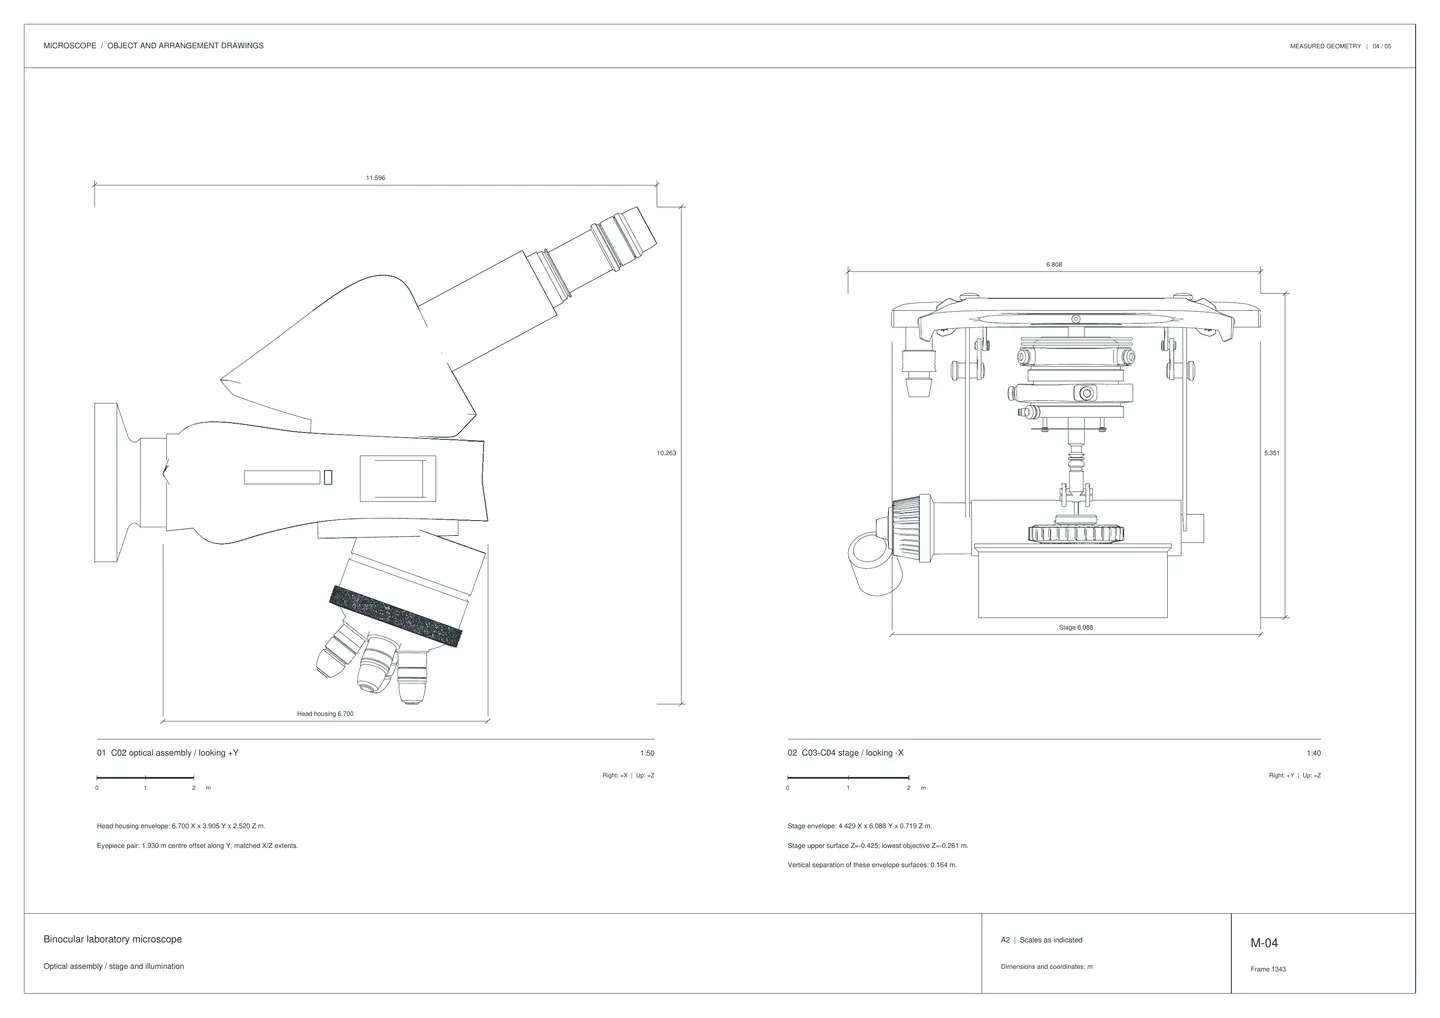 MICROSCOPE / OBJECT AND ARRANGEMENT DRAWINGS
MEASURED GEOMETRY | 04 / 05
11.596
10.263
Head housing 6.700
6.808
5.351
Stage 6.088
01 C02 optical assembly / looking +Y
1:50
Right: +X | Up: +Z
0 1 2 m
Head housing envelope: 6.700 X x 3.905 Y x 2.520 Z m.
Eyepiece pair: 1.930 m centre offset along Y; matched X/Z extents.
02 C03-C04 stage / looking -X
1:40
Right: +Y | Up: +Z
0 1 2 m
Stage envelope: 4.429 X x 6.088 Y x 0.719 Z m.
Stage upper surface Z=-0.425; lowest objective Z=-0.261 m.
Vertical separation of these envelope surfaces: 0.164 m.
Binocular laboratory microscope
Optical assembly / stage and illumination
A2 | Scales as indicated
Dimensions and coordinates: m
M-04
Frame 1343